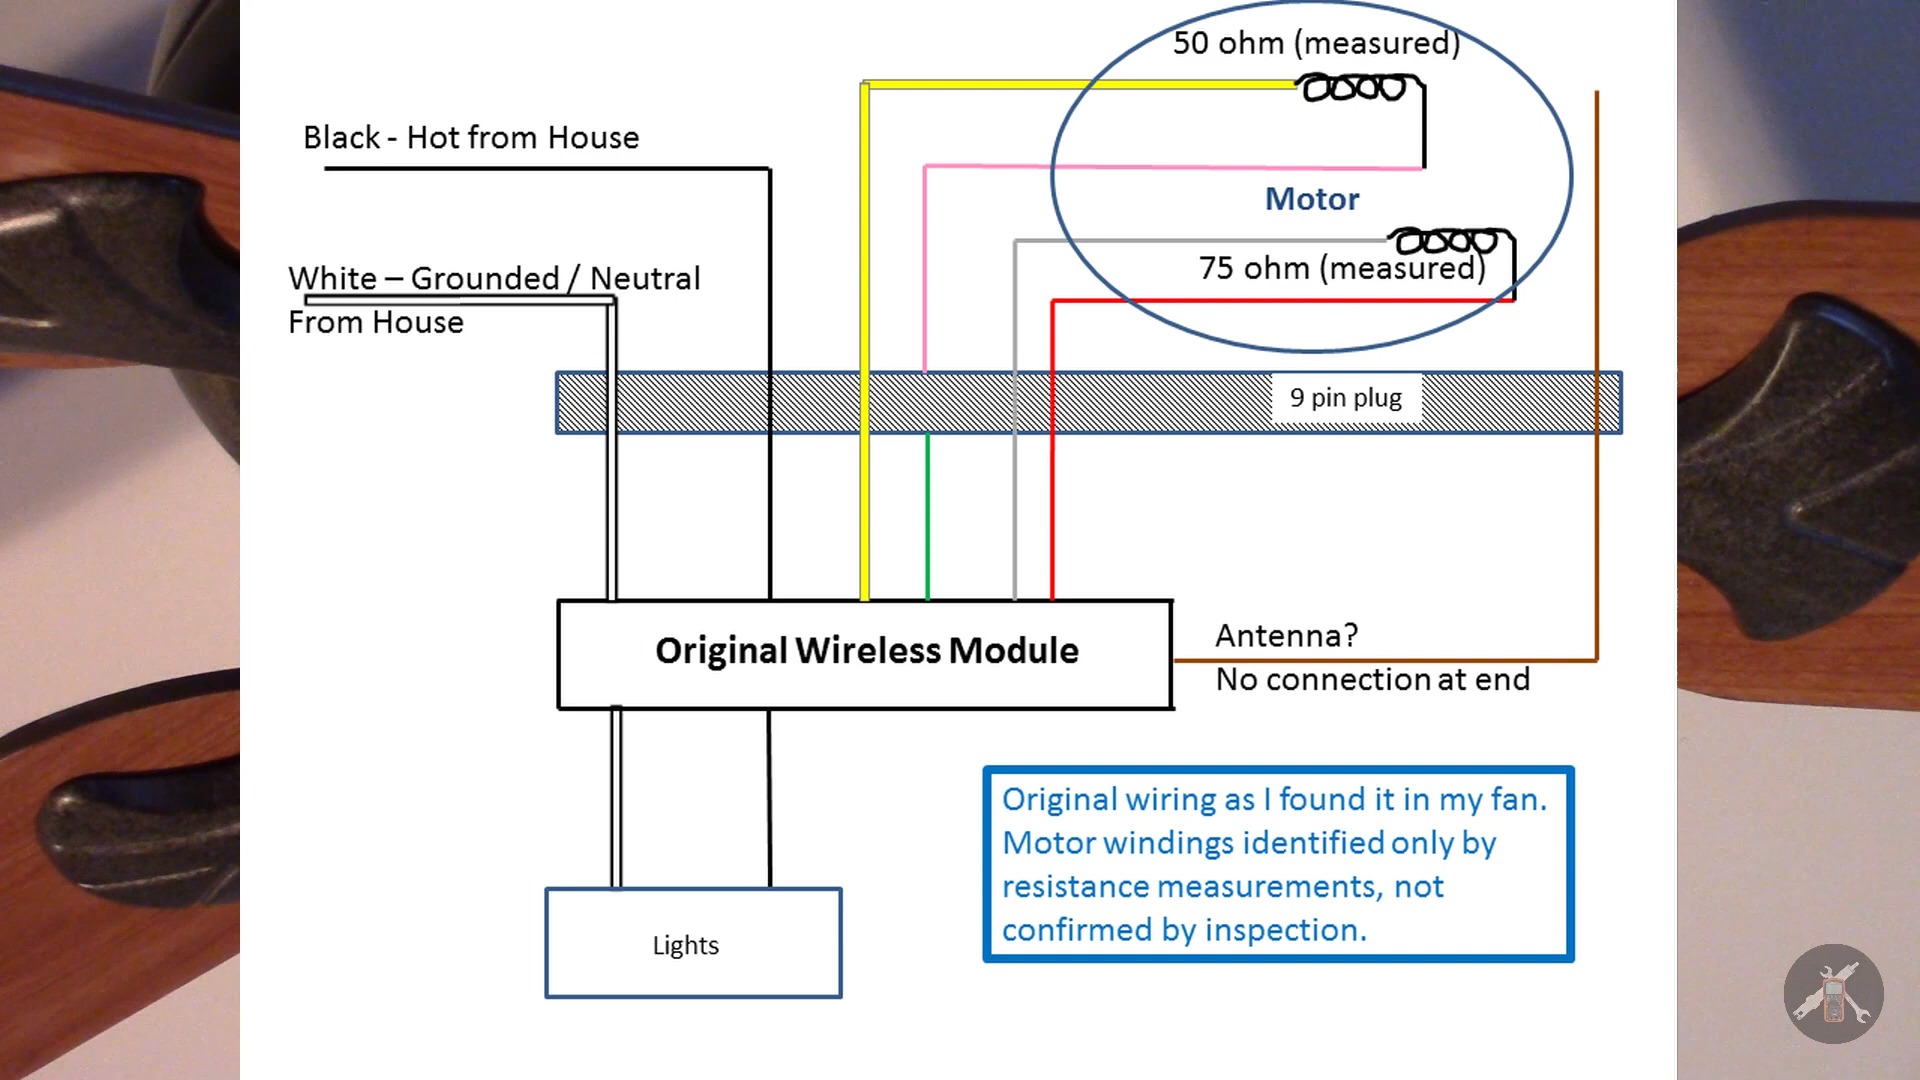 50 ohm (measured)
Black - Hot from House
Motor
White – Grounded / Neutral
From House
75 ohm (measured)
9 pin plug
Original Wireless Module
Antenna?
No connection at end
Original wiring as I found it in my fan.
Motor windings identified only by
resistance measurements, not
confirmed by inspection.
Lights